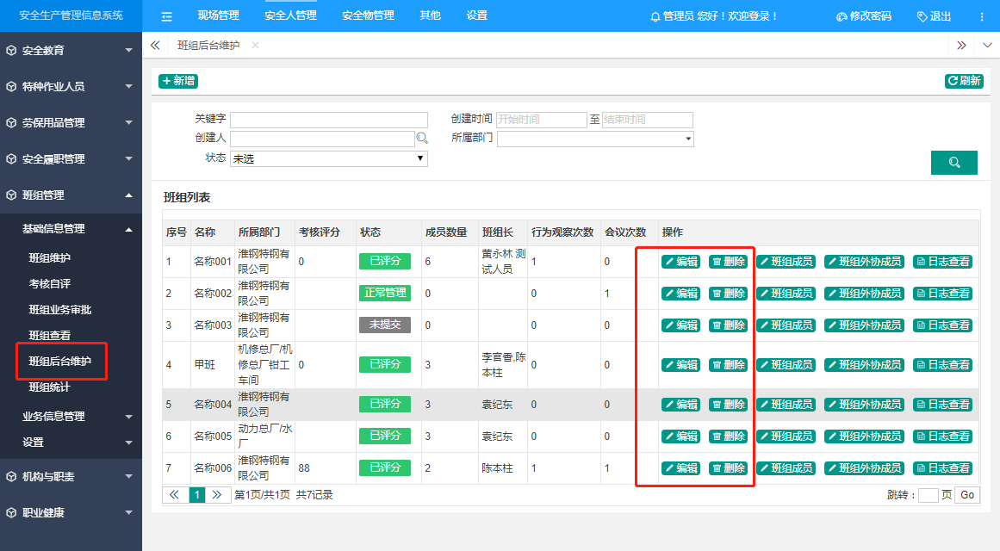 安全生产管理信息系统
现场管理 安全人管理 安全物管理 其他 设置
管理员 您好！欢迎登录！
修改密码 退出
班组后台维护
安全教育
特种作业人员
劳保用品管理
安全履职管理
班组管理
基础信息管理
班组维护
考核自评
班组业务审批
班组查看
班组后台维护
班组统计
业务信息管理
设置
机构与职责
职业健康
新增
刷新
关键字 创建时间 开始时间 至 结束时间
创建人 所属部门
状态 未选
班组列表
序号 名称 所属部门 考核评分 状态 成员数量 班组长 行为观察次数 会议次数 操作
1 名称001 淮钢特钢有限公司 0 已评分 6 黄永林 测试人员 1 0 编辑 删除 班组成员 班组外协成员 日志查看
2 名称002 淮钢特钢有限公司 正常管理 0 0 1 编辑 删除 班组成员 班组外协成员 日志查看
3 名称003 淮钢特钢有限公司 未提交 0 0 0 编辑 删除 班组成员 班组外协成员 日志查看
4 甲班 机修总厂/机修总厂钳工车间 0 已评分 3 李官香,陈本柱 0 0 编辑 删除 班组成员 班组外协成员 日志查看
5 名称004 淮钢特钢有限公司 已评分 3 袁纪东 0 0 编辑 删除 班组成员 班组外协成员 日志查看
6 名称005 动力总厂/水厂 已评分 3 袁纪东 0 0 编辑 删除 班组成员 班组外协成员 日志查看
7 名称006 淮钢特钢有限公司 88 已评分 2 陈本柱 1 1 编辑 删除 班组成员 班组外协成员 日志查看
1 第1页/共1页 共7记录
跳转： 页 Go